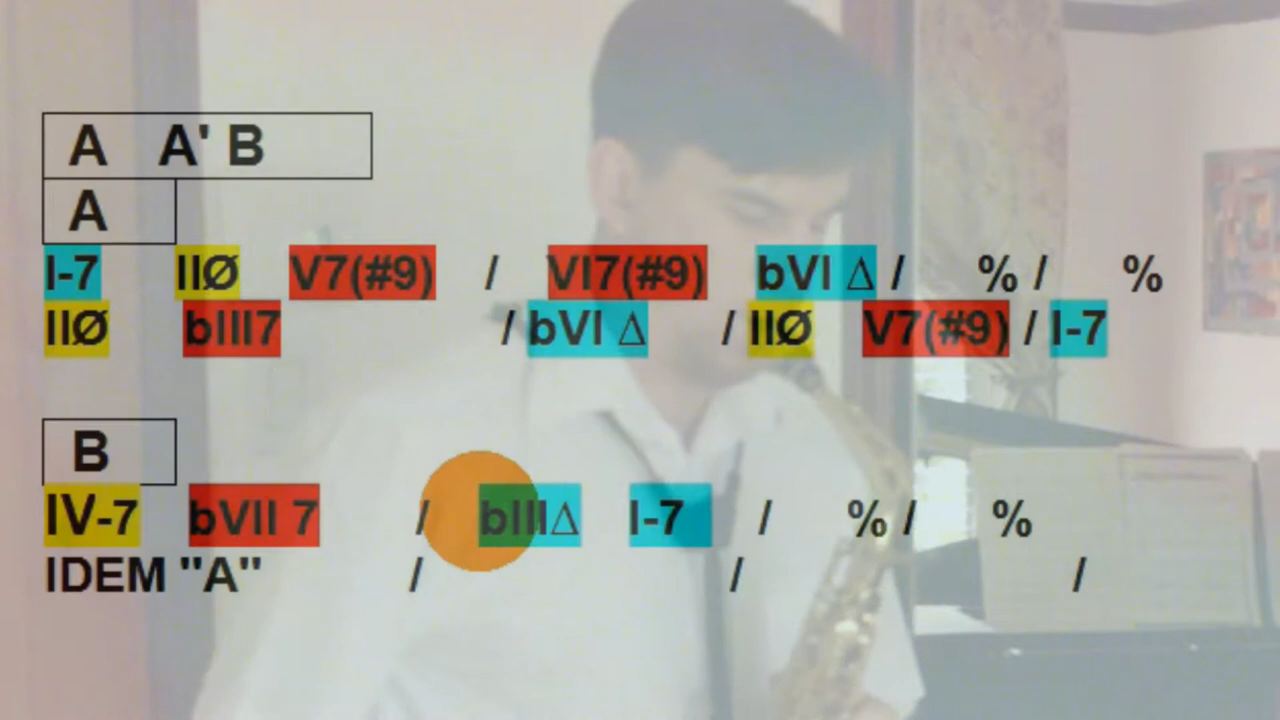 A A' B
A
I-7 IIØ V7(#9) / VI7(#9) bVI Δ / % / %
IIØ bIII7 / bVI Δ / IIØ V7(#9) / I-7
B
IV-7 bVII 7 / bIIIΔ I-7 / % / %
IDEM "A" / / /